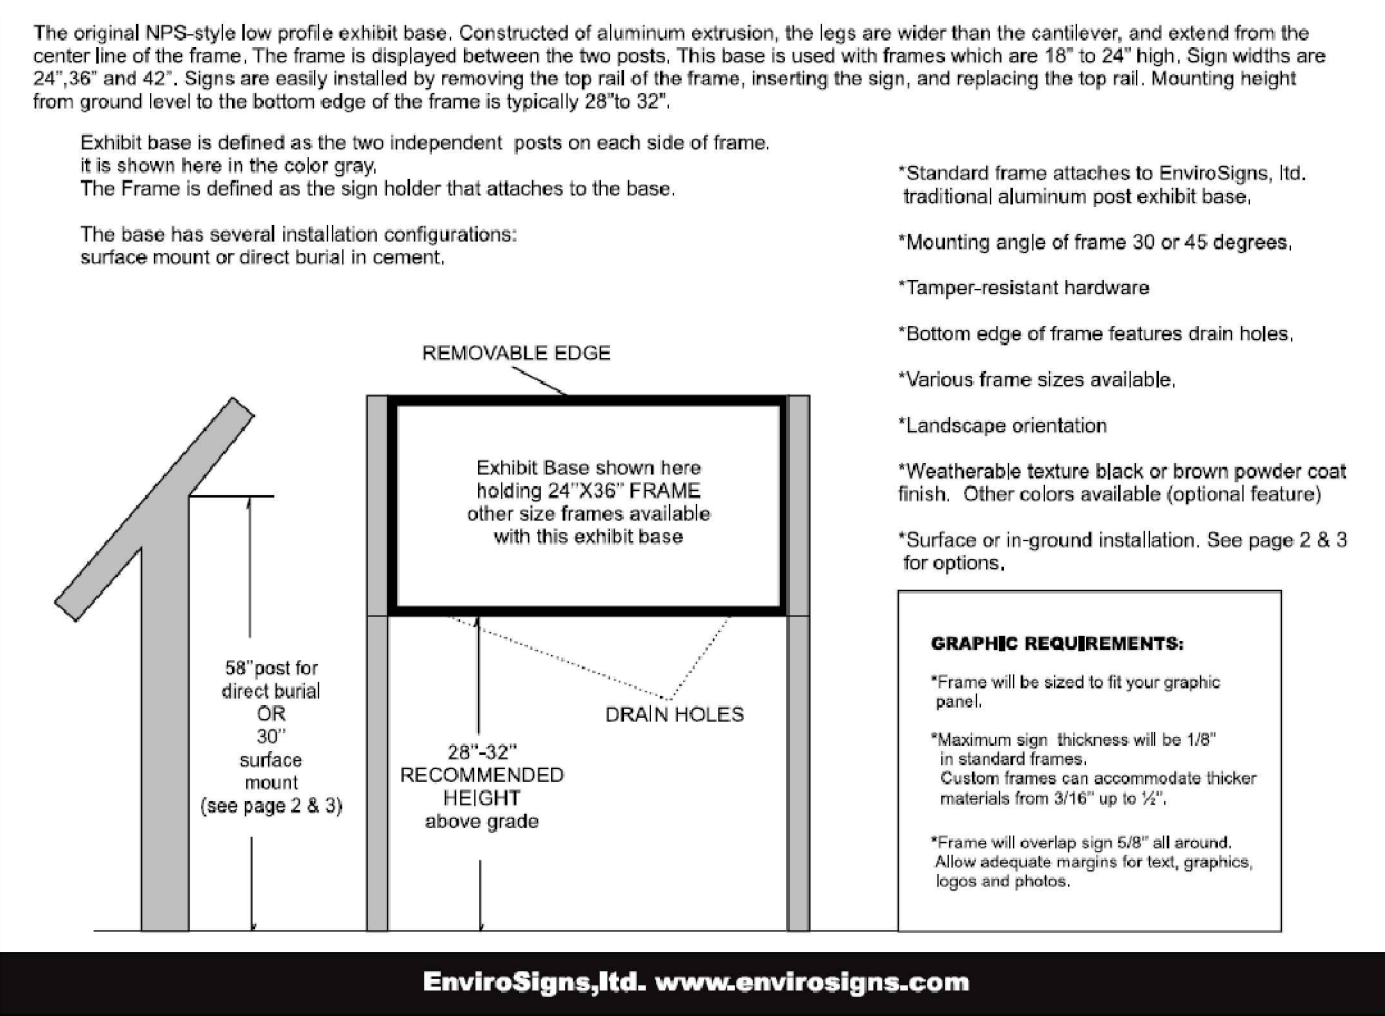 The original NPS-style low profile exhibit base. Constructed of aluminum extrusion, the legs are wider than the cantilever, and extend from the
center line of the frame. The frame is displayed between the two posts. This base is used with frames which are 18" to 24" high. Sign widths are
24",36" and 42". Signs are easily installed by removing the top rail of the frame, inserting the sign, and replacing the top rail. Mounting height
from ground level to the bottom edge of the frame is typically 28"to 32".
Exhibit base is defined as the two independent posts on each side of frame.
it is shown here in the color gray.
The Frame is defined as the sign holder that attaches to the base.
The base has several installation configurations:
surface mount or direct burial in cement.
*Standard frame attaches to EnviroSigns, ltd.
traditional aluminum post exhibit base.
*Mounting angle of frame 30 or 45 degrees.
*Tamper-resistant hardware
*Bottom edge of frame features drain holes.
*Various frame sizes available.
*Landscape orientation
*Weatherable texture black or brown powder coat
finish. Other colors available (optional feature)
*Surface or in-ground installation. See page 2 & 3
for options.
REMOVABLE EDGE
Exhibit Base shown here
holding 24"X36" FRAME
other size frames available
with this exhibit base
58"post for
direct burial
OR
30"
surface
mount
(see page 2 & 3)
DRAIN HOLES
28"-32"
RECOMMENDED
HEIGHT
above grade
GRAPHIC REQUIREMENTS:
*Frame will be sized to fit your graphic
panel.
*Maximum sign thickness will be 1/8"
in standard frames.
Custom frames can accommodate thicker
materials from 3/16" up to ½".
*Frame will overlap sign 5/8" all around.
Allow adequate margins for text, graphics,
logos and photos.
EnviroSigns,ltd. www.envirosigns.com